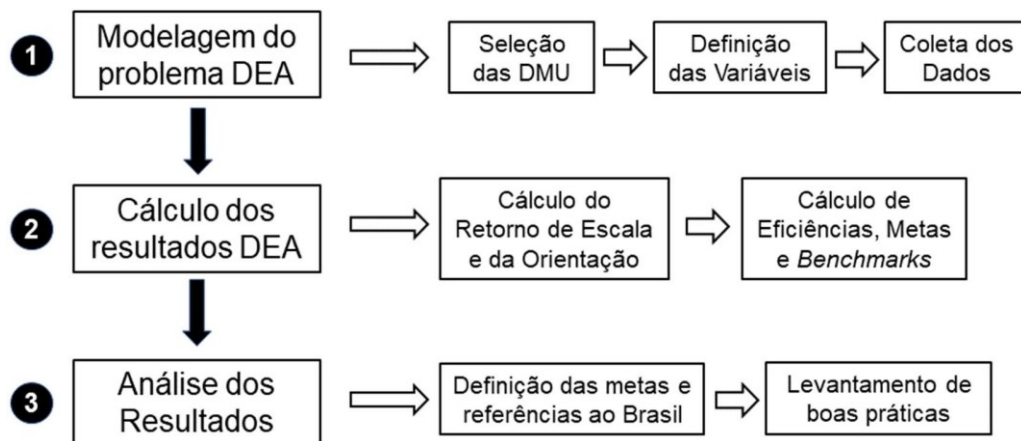 1
Modelagem do
problema DEA
Seleção
das DMU
Definição
das Variáveis
Coleta dos
Dados
2
Cálculo dos
resultados DEA
Cálculo do
Retorno de Escala
e da Orientação
Cálculo de
Eficiências, Metas
e Benchmarks
3
Análise dos
Resultados
Definição das metas e
referências ao Brasil
Levantamento de
boas práticas